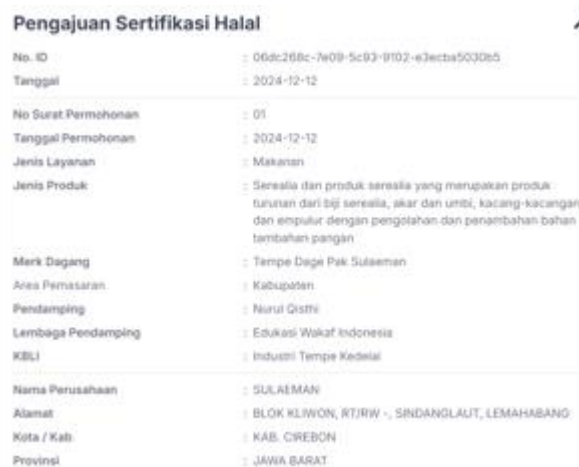 Pengajuan Sertifikasi Halal
No. ID : 06dc268c-7e09-5c93-9102-e3ecba5030b5
Tanggal : 2024-12-12
No Surat Permohonan : 01
Tanggal Permohonan : 2024-12-12
Jenis Layanan : Makanan
Jenis Produk : Serealia dan produk serealia yang merupakan produk
turunan dari biji serealia, akar dan umbi, kacang-kacangan
dan empulur dengan pengolahan dan penambahan bahan
tambahan pangan
Merk Dagang : Tempe Dage Pak Sulaeman
Area Pemasaran : Kabupaten
Pendamping : Nurul Qisthi
Lembaga Pendamping : Edukasi Wakaf Indonesia
KBLI : Industri Tempe Kedelai
Nama Perusahaan : SULAEMAN
Alamat : BLOK KLIWON, RT/RW -, SINDANGLAUT, LEMAHABANG
Kota / Kab : KAB. CIREBON
Provinsi : JAWA BARAT